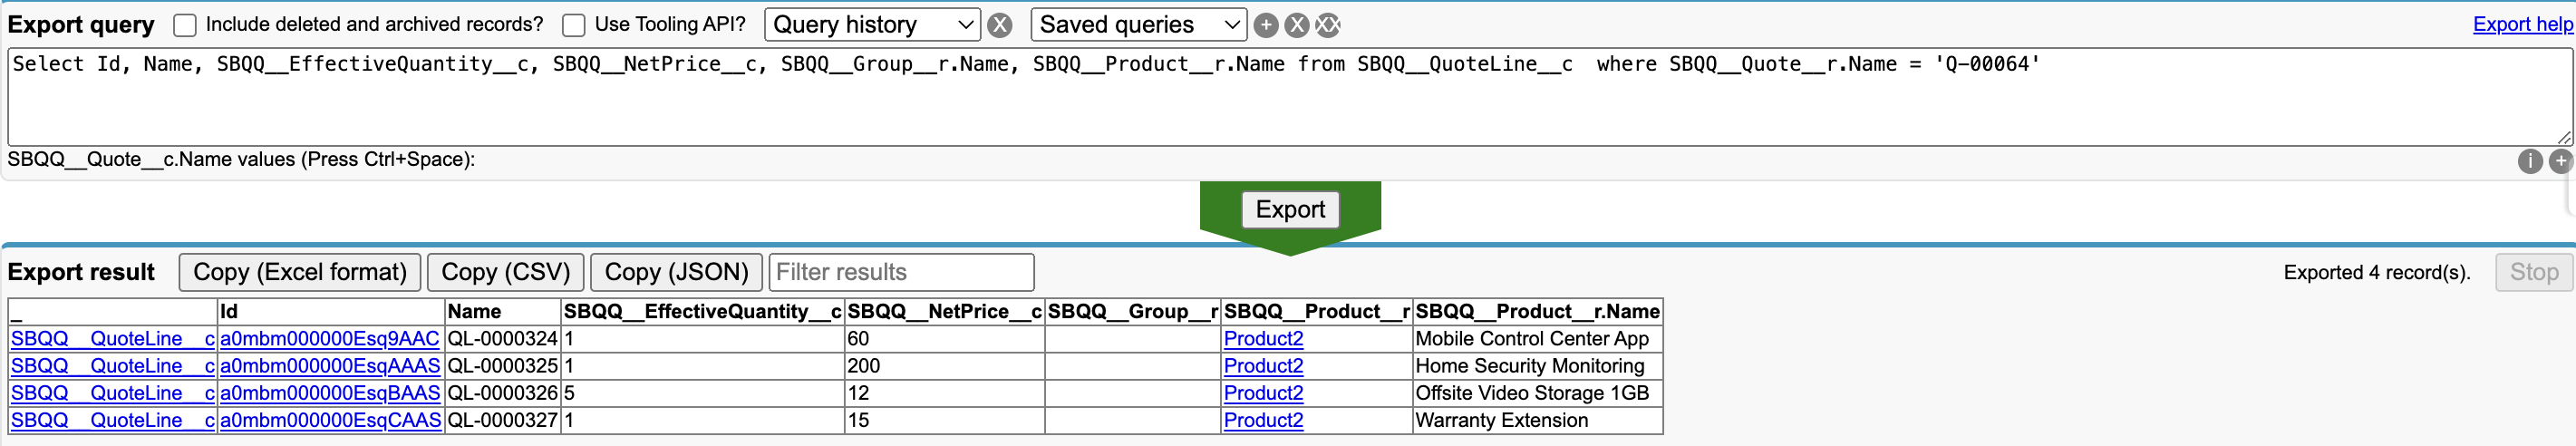 Export query Include deleted and archived records? Use Tooling API? Query history X Saved queries + X XX Export help
Select Id, Name, SBQQ__EffectiveQuantity__c, SBQQ__NetPrice__c, SBQQ__Group__r.Name, SBQQ__Product__r.Name from SBQQ__QuoteLine__c  where SBQQ__Quote__r.Name = 'Q-00064'
SBQQ__Quote__c.Name values (Press Ctrl+Space): i +
Export
Export result Copy (Excel format) Copy (CSV) Copy (JSON) Filter results Exported 4 record(s). Stop
_ Id Name SBQQ__EffectiveQuantity__c SBQQ__NetPrice__c SBQQ__Group__r SBQQ__Product__r SBQQ__Product__r.Name
SBQQ__QuoteLine__c a0mbm000000Esq9AAC QL-0000324 1 60 Product2 Mobile Control Center App
SBQQ__QuoteLine__c a0mbm000000EsqAAAS QL-0000325 1 200 Product2 Home Security Monitoring
SBQQ__QuoteLine__c a0mbm000000EsqBAAS QL-0000326 5 12 Product2 Offsite Video Storage 1GB
SBQQ__QuoteLine__c a0mbm000000EsqCAAS QL-0000327 1 15 Product2 Warranty Extension